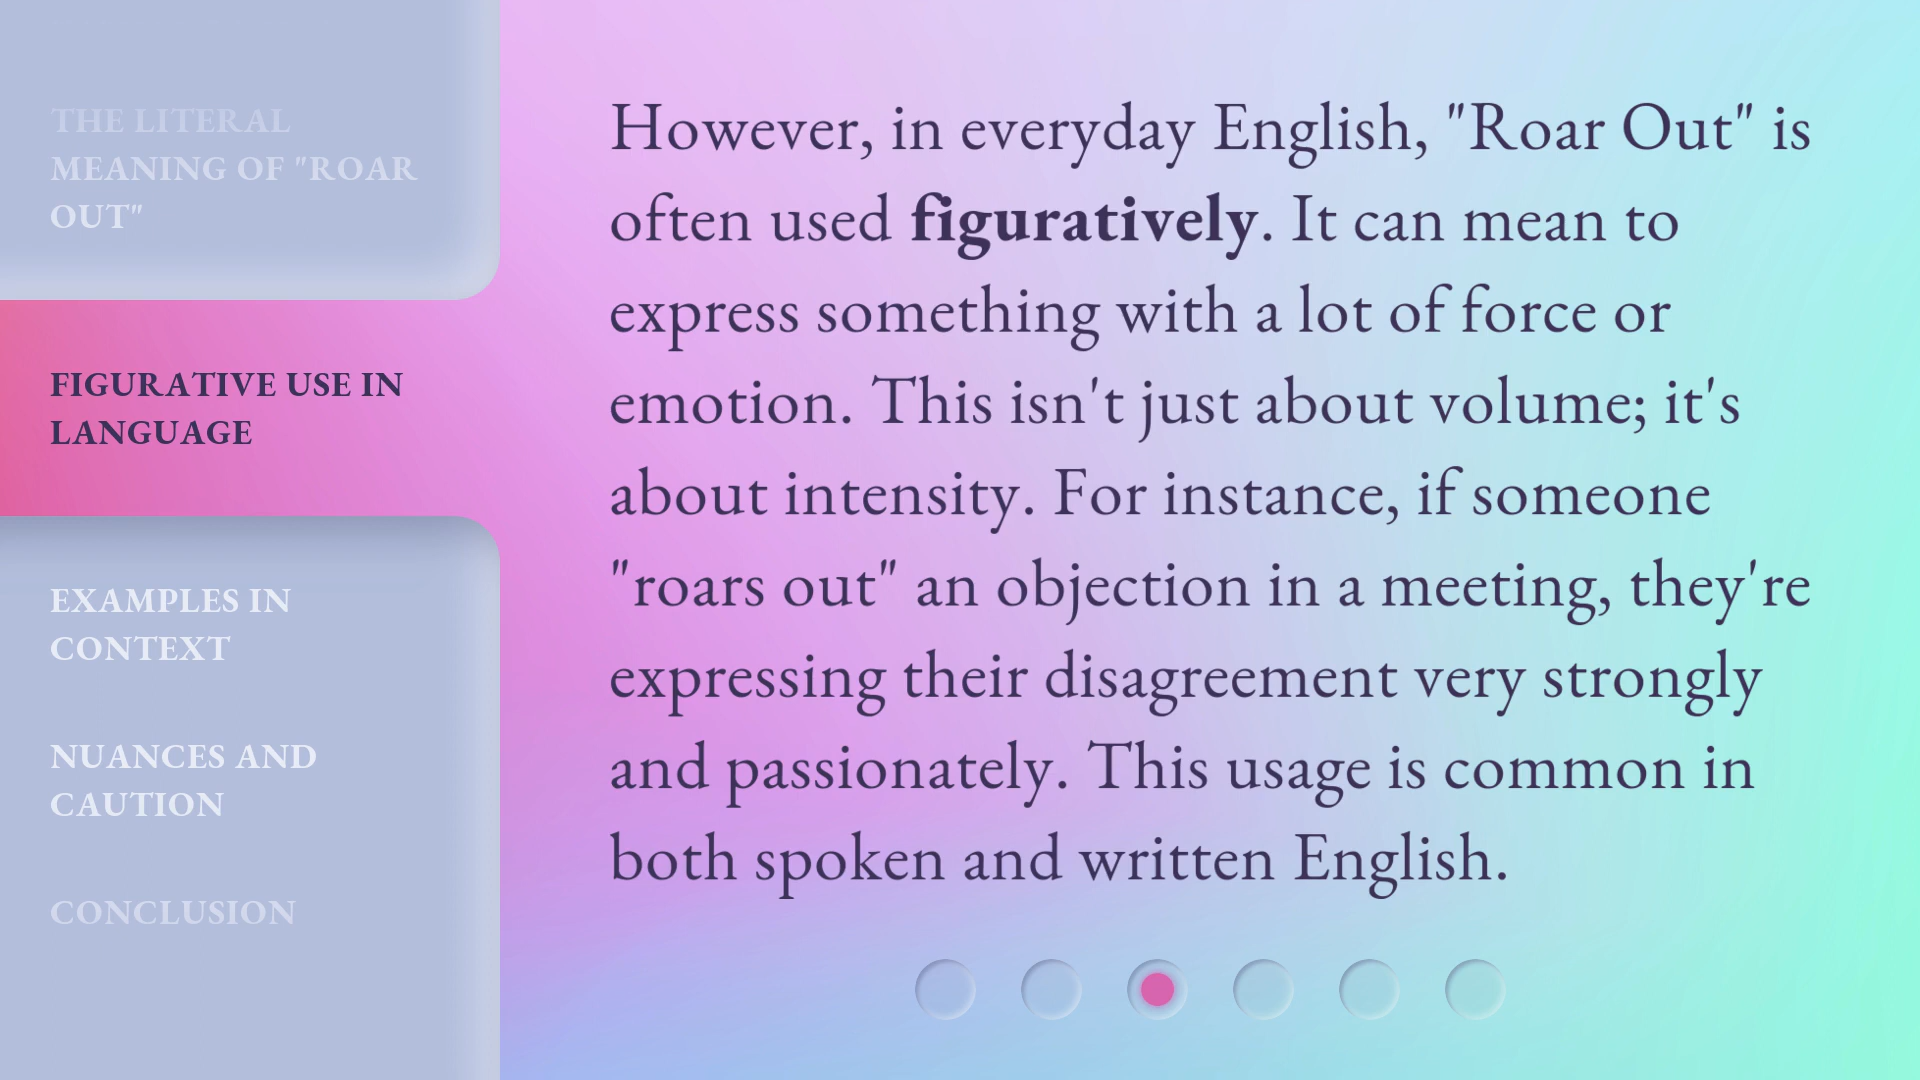 THE LITERAL
MEANING OF "ROAR
OUT"
FIGURATIVE USE IN
LANGUAGE
EXAMPLES IN
CONTEXT
NUANCES AND
CAUTION
CONCLUSION
However, in everyday English, "Roar Out" is
often used figuratively. It can mean to
express something with a lot of force or
emotion. This isn't just about volume; it's
about intensity. For instance, if someone
"roars out" an objection in a meeting, they're
expressing their disagreement very strongly
and passionately. This usage is common in
both spoken and written English.